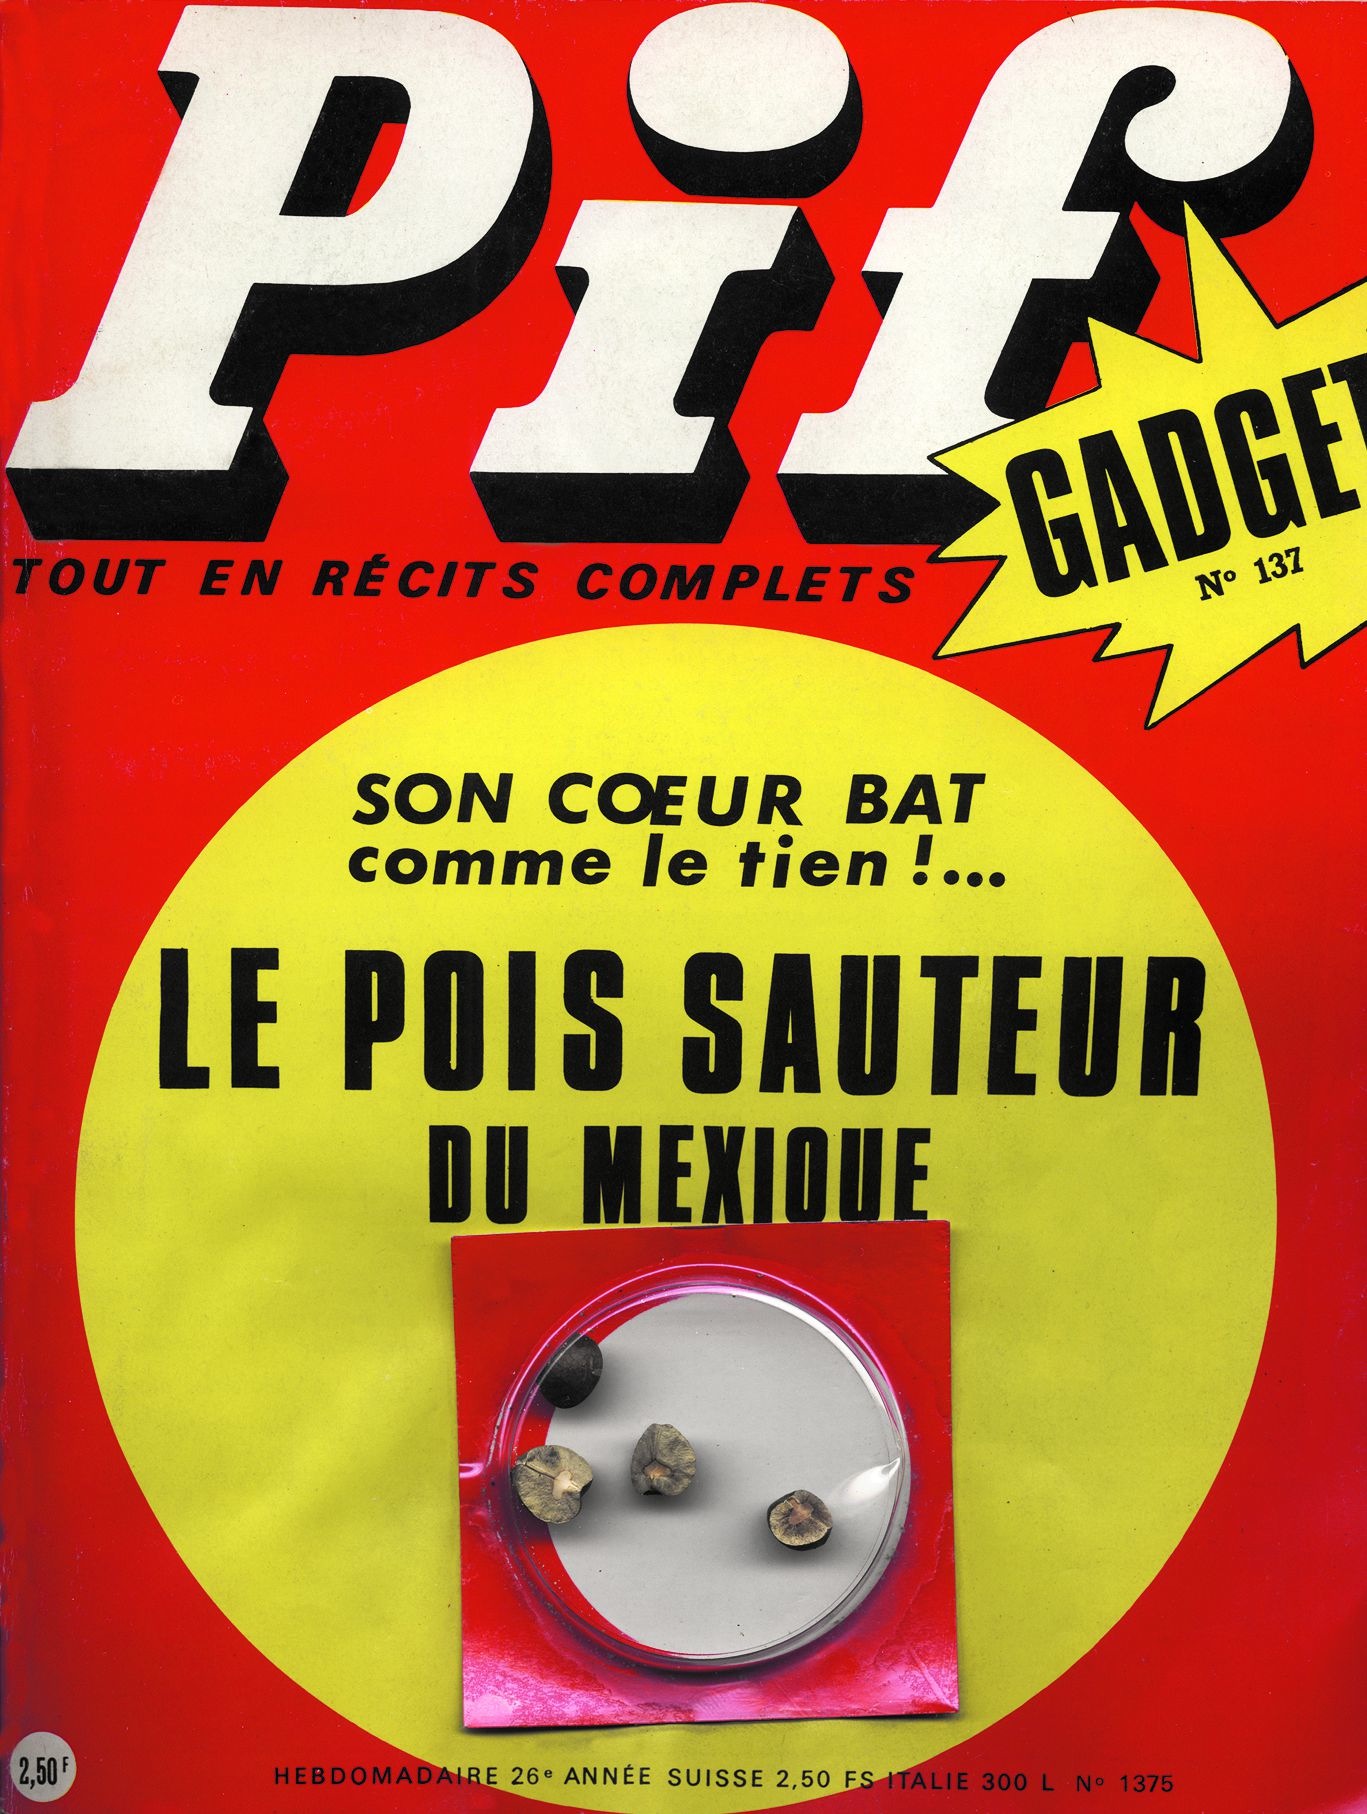 Pif
GADGET
N° 137
TOUT EN RÉCITS COMPLETS
SON CŒUR BAT
comme le tien !...
LE POIS SAUTEUR
DU MEXIQUE
2,50 F
HEBDOMADAIRE 26e ANNÉE SUISSE 2,50 FS ITALIE 300 L N° 1375